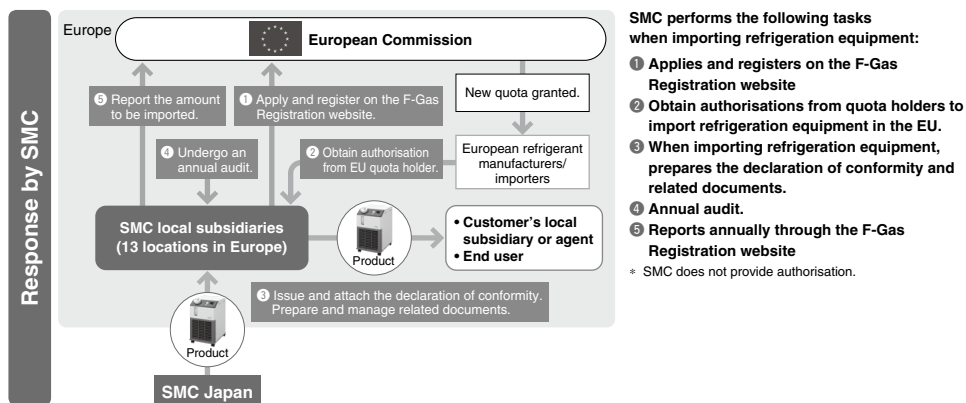 Response by SMC
Europe
European Commission
❺ Report the amount
to be imported.
❶ Apply and register on the F-Gas
Registration website.
New quota granted.
❹ Undergo an
annual audit.
❷ Obtain authorisation
from EU quota holder.
European refrigerant
manufacturers/
importers
SMC local subsidiaries
(13 locations in Europe)
Product
• Customer's local
subsidiary or agent
• End user
❸ Issue and attach the declaration of conformity.
Prepare and manage related documents.
Product
SMC Japan
SMC performs the following tasks
when importing refrigeration equipment:
❶ Applies and registers on the F-Gas
Registration website
❷ Obtain authorisations from quota holders to
import refrigeration equipment in the EU.
❸ When importing refrigeration equipment,
prepares the declaration of conformity and
related documents.
❹ Annual audit.
❺ Reports annually through the F-Gas
Registration website
* SMC does not provide authorisation.